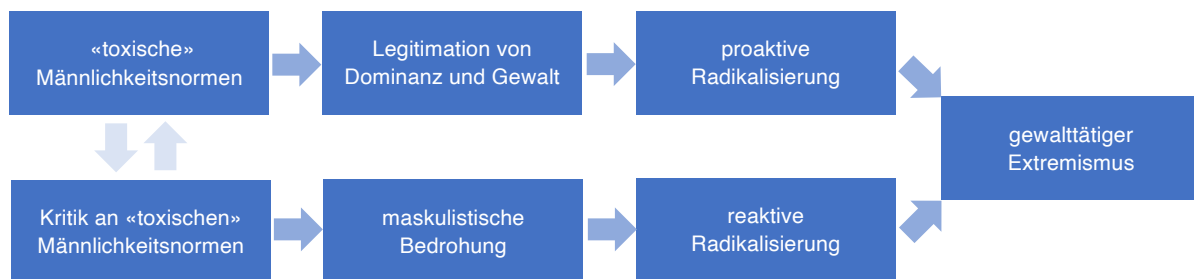 «toxische»
Männlichkeitsnormen
Legitimation von
Dominanz und Gewalt
proaktive
Radikalisierung
gewalttätiger
Extremismus
Kritik an «toxischen»
Männlichkeitsnormen
maskulistische
Bedrohung
reaktive
Radikalisierung